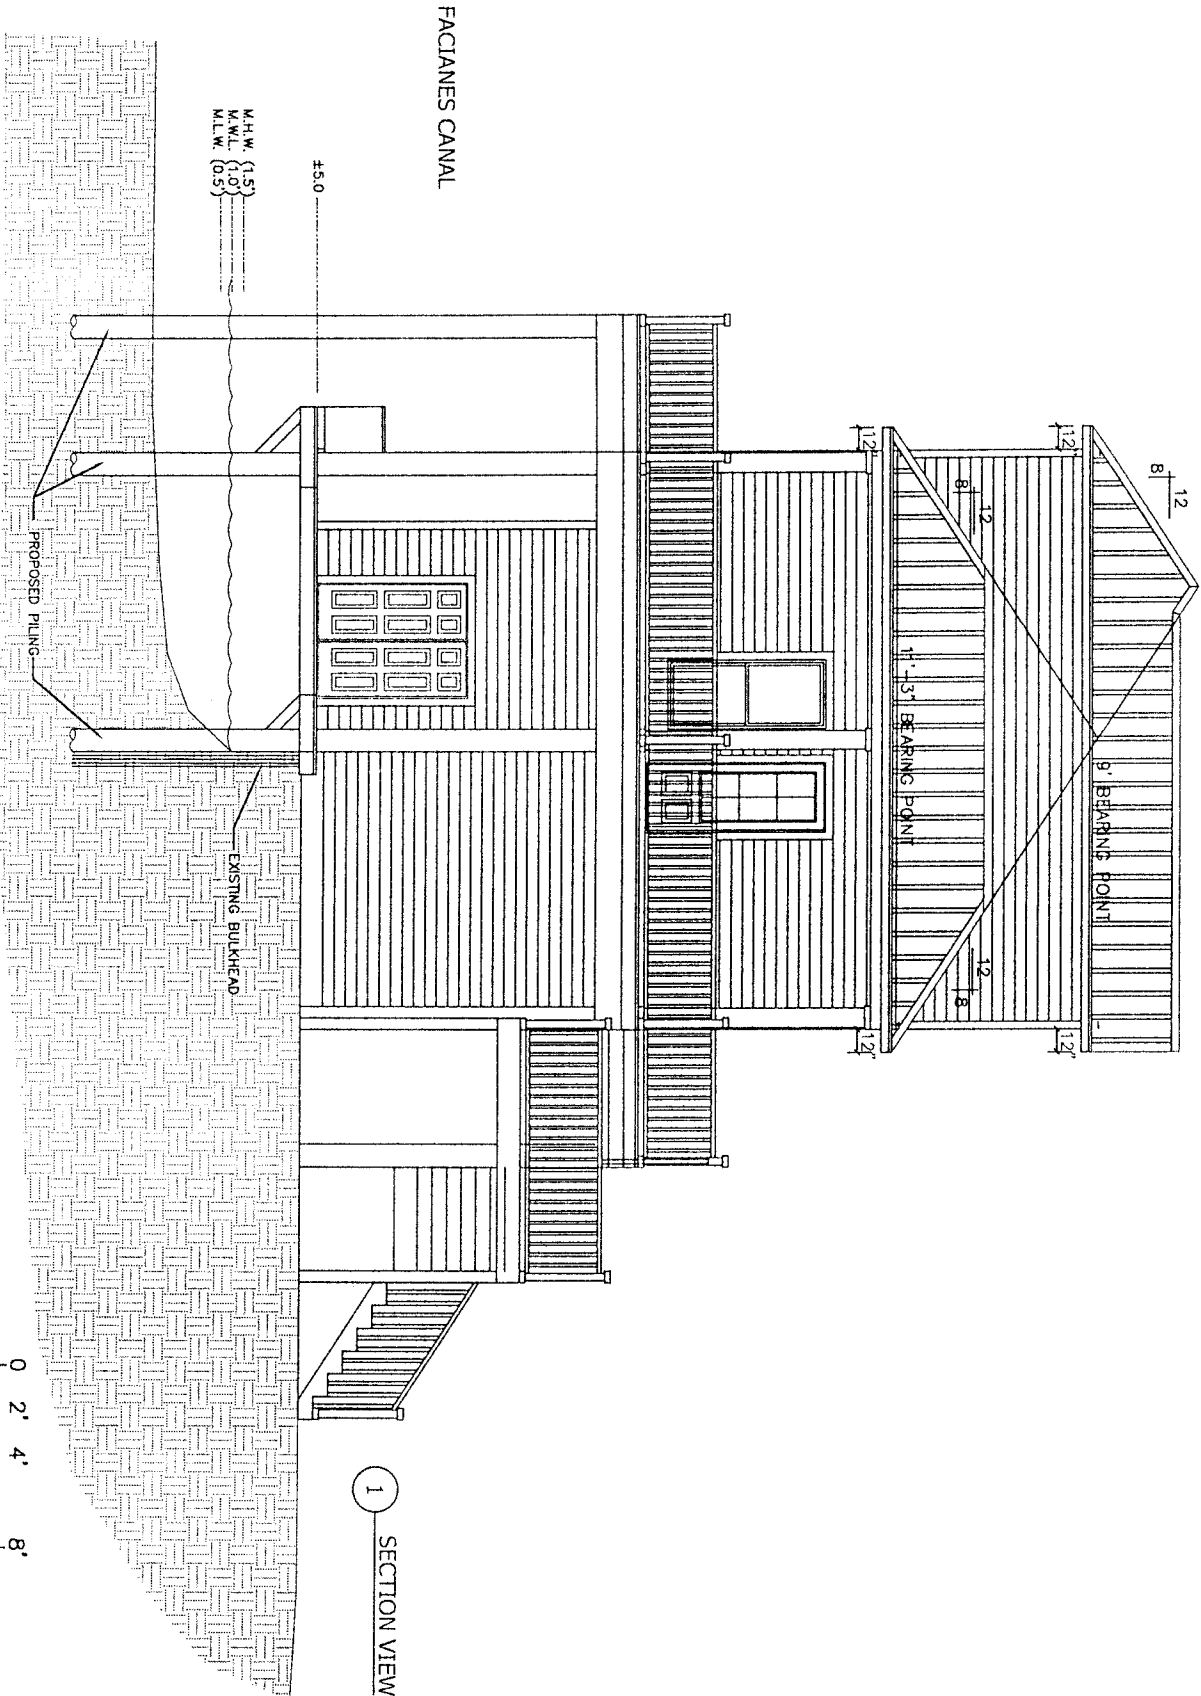 FACIANES CANAL
12
8
12"
12"
9' BEARING POINT
12
8
12
8
12"
12"
11'-3" BEARING POINT
±5.0
M.H.W. (1.5')
M.W.L. (1.0')
M.L.W. (0.5')
EXISTING BULKHEAD
PROPOSED PILING
1
SECTION VIEW
0 2' 4' 8'